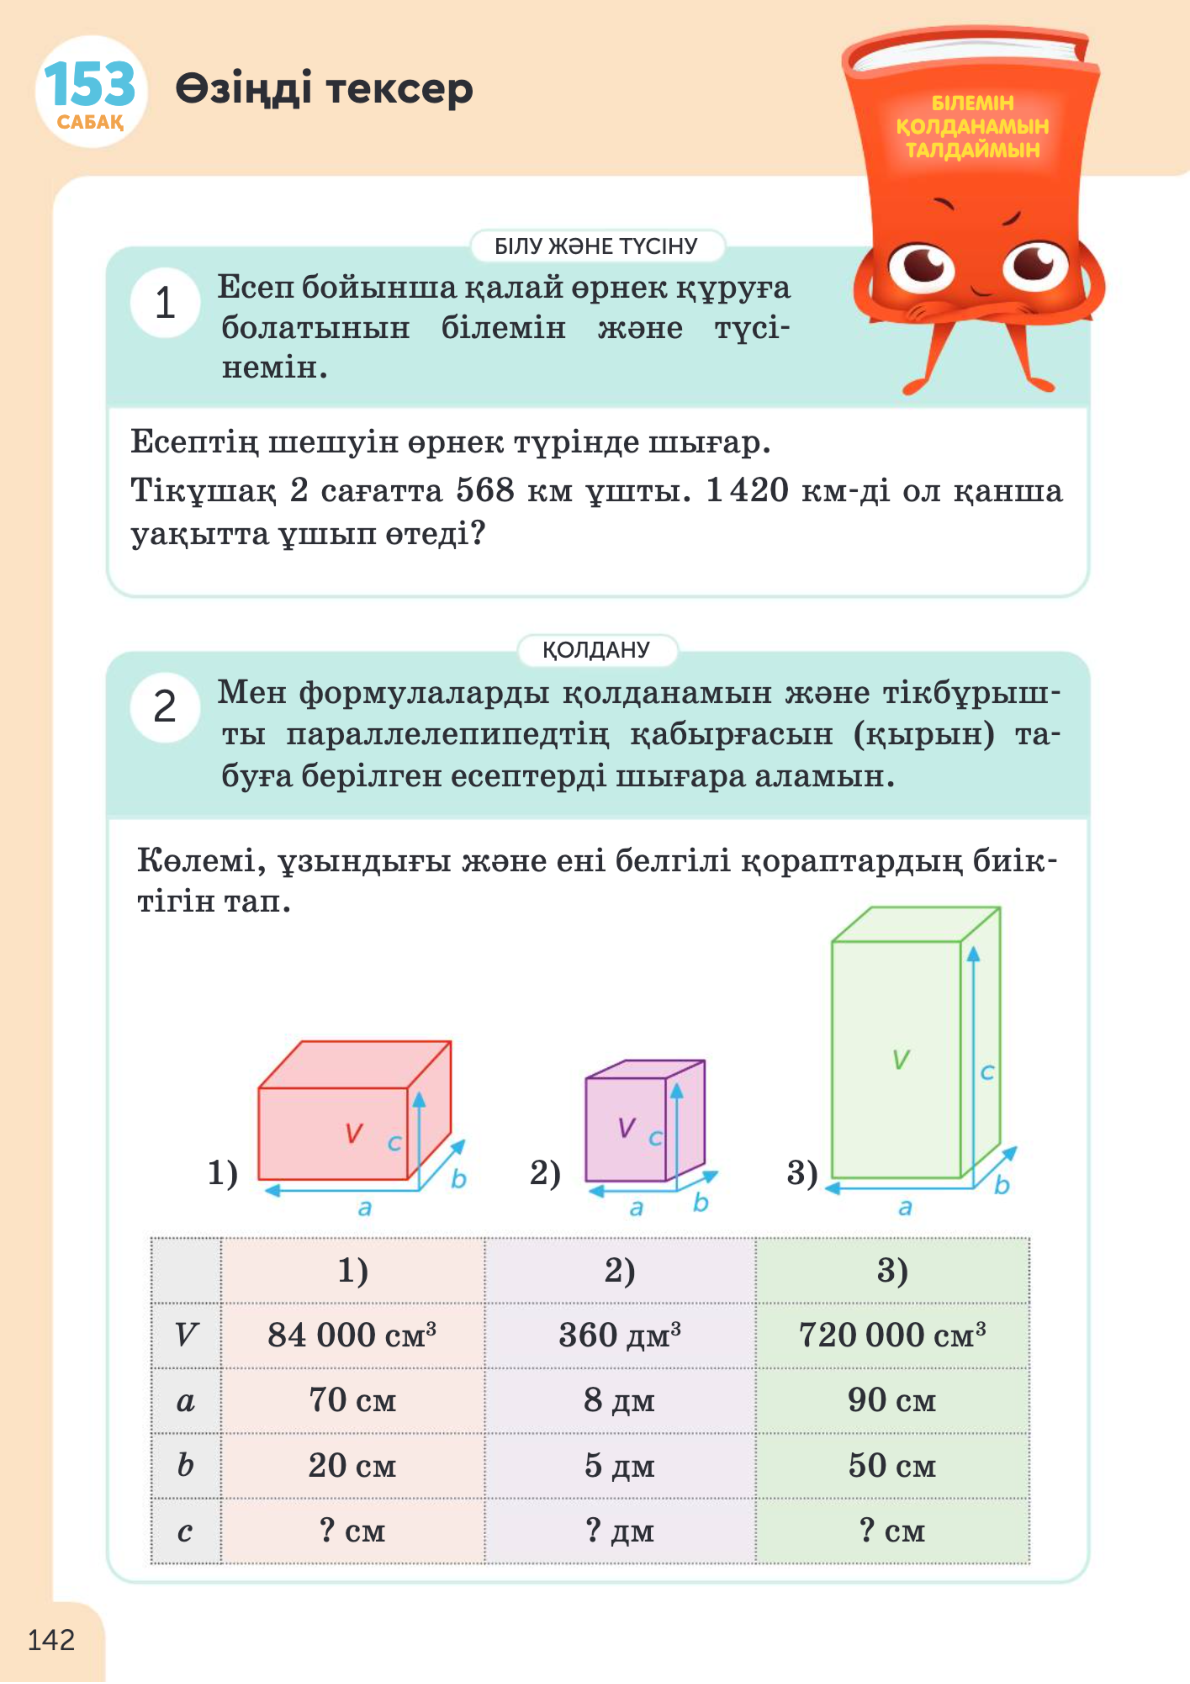 153
САБАҚ
Өзіңді тексер
БІЛЕМІН
ҚОЛДАНАМЫН
ТАЛДАЙМЫН
БІЛУ ЖӘНЕ ТҮСІНУ
1
Есеп бойынша қалай өрнек құруға
болатынын білемін және түсі-
немін.
Есептің шешуін өрнек түрінде шығар.
Тікұшақ 2 сағатта 568 км ұшты. 1 420 км-ді ол қанша
уақытта ұшып өтеді?
ҚОЛДАНУ
2
Мен формулаларды қолданамын және тікбұрыш-
ты параллелепипедтің қабырғасын (қырын) та-
буға берілген есептерді шығара аламын.
Көлемі, ұзындығы және ені белгілі қораптардың биік-
тігін тап.
1) V c b a
2) V c b a
3) V c b a
1) 2) 3)
V 84 000 см³ 360 дм³ 720 000 см³
a 70 см 8 дм 90 см
b 20 см 5 дм 50 см
c ? см ? дм ? см
142